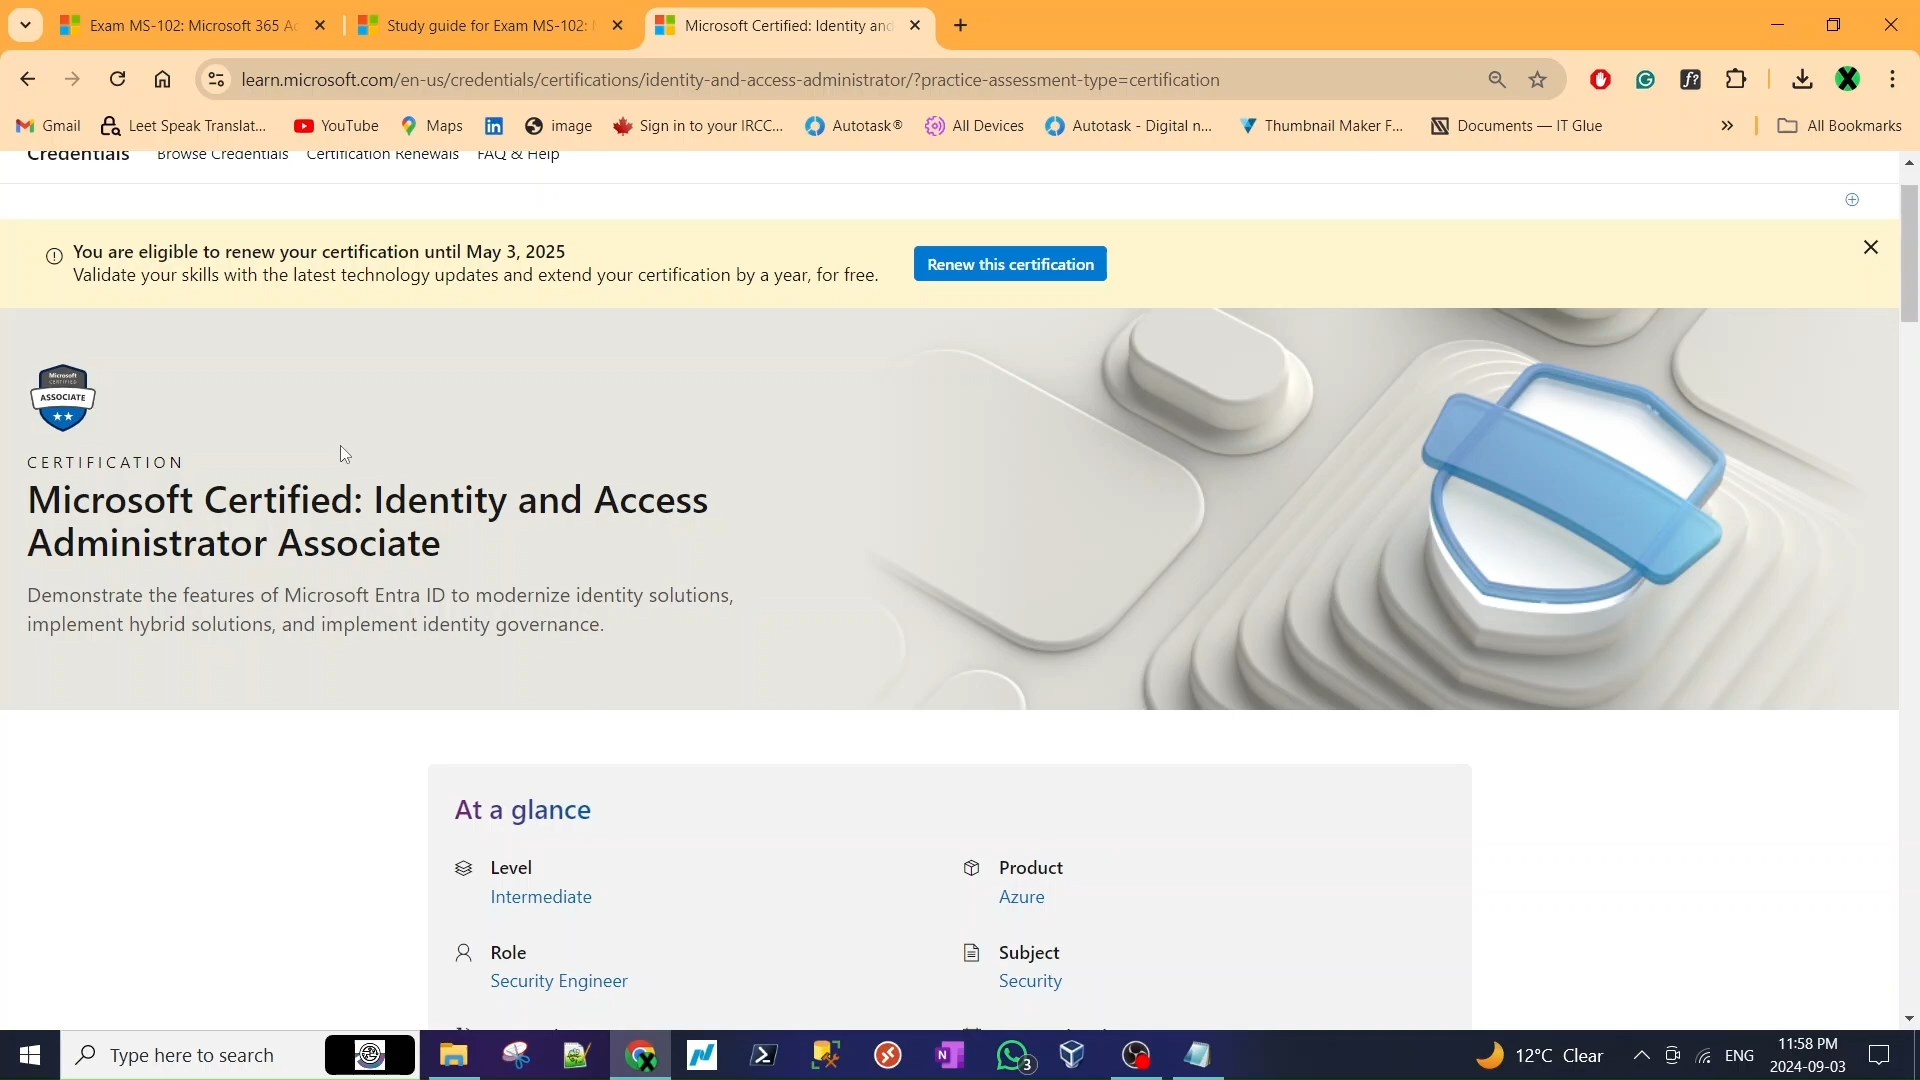 Exam MS-102: Microsoft 365 A
Study guide for Exam MS-102:
Microsoft Certified: Identity and
learn.microsoft.com/en-us/credentials/certifications/identity-and-access-administrator/?practice-assessment-type=certification
Gmail
Leet Speak Translat...
YouTube
Maps
image
Sign in to your IRCC...
Autotask®
All Devices
Autotask - Digital n...
Thumbnail Maker F...
Documents — IT Glue
All Bookmarks
Credentials Browse Credentials Certification Renewals FAQ & Help
You are eligible to renew your certification until May 3, 2025
Validate your skills with the latest technology updates and extend your certification by a year, for free.
Renew this certification
Microsoft
CERTIFIED
ASSOCIATE
CERTIFICATION
Microsoft Certified: Identity and Access
Administrator Associate
Demonstrate the features of Microsoft Entra ID to modernize identity solutions,
implement hybrid solutions, and implement identity governance.
At a glance
Level
Intermediate
Product
Azure
Role
Security Engineer
Subject
Security
Type here to search
3
12°C Clear
ENG
11:58 PM
2024-09-03